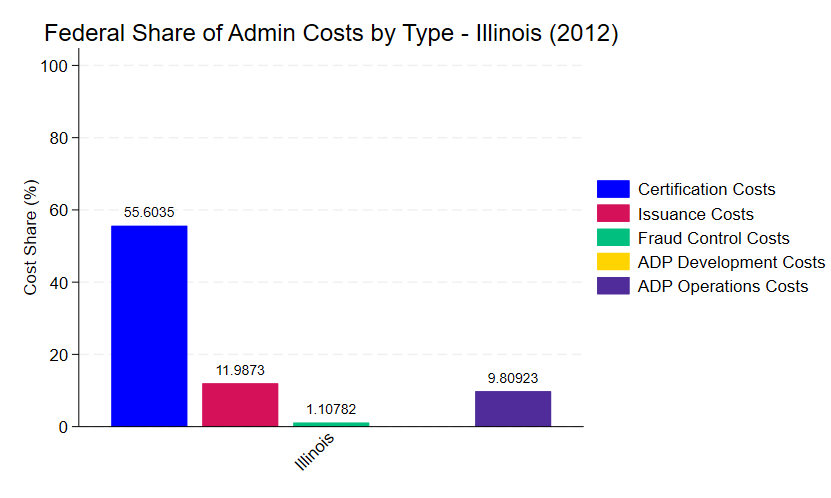 Federal Share of Admin Costs by Type - Illinois (2012)
100
80
60
40
20
0
Cost Share (%)
55.6035
11.9873
1.10782
9.80923
Illinois
Certification Costs
Issuance Costs
Fraud Control Costs
ADP Development Costs
ADP Operations Costs